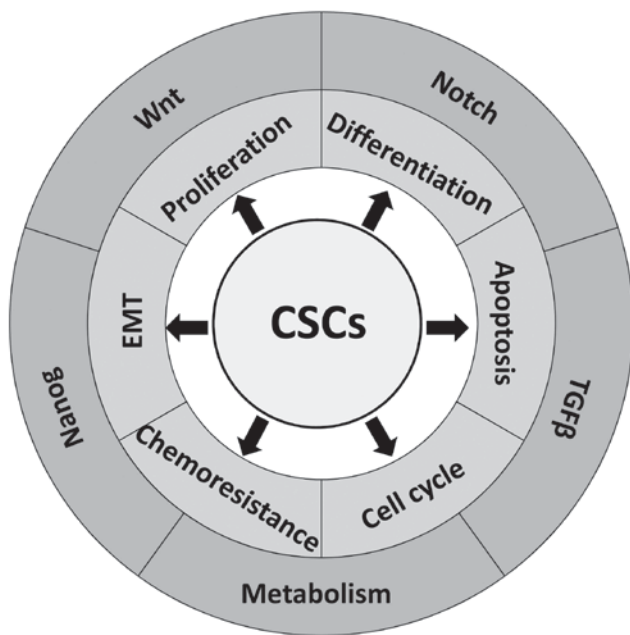 Wnt
Notch
TGFβ
Metabolism
Nanog
Proliferation
Differentiation
Apoptosis
Cell cycle
Chemoresistance
EMT
CSCs